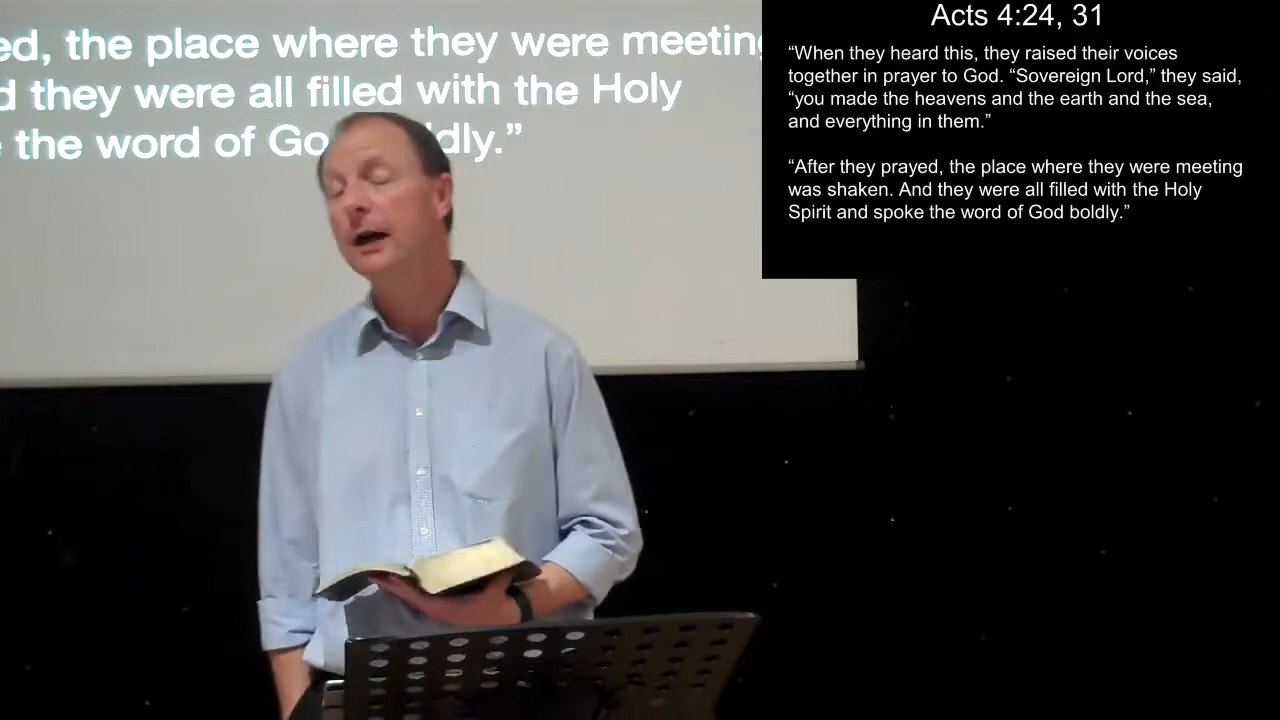 ed, the place where they were meeting
d they were all filled with the Holy
the word of God boldly.”
Acts 4:24, 31
“When they heard this, they raised their voices
together in prayer to God. “Sovereign Lord,” they said,
“you made the heavens and the earth and the sea,
and everything in them.”
“After they prayed, the place where they were meeting
was shaken. And they were all filled with the Holy
Spirit and spoke the word of God boldly.”